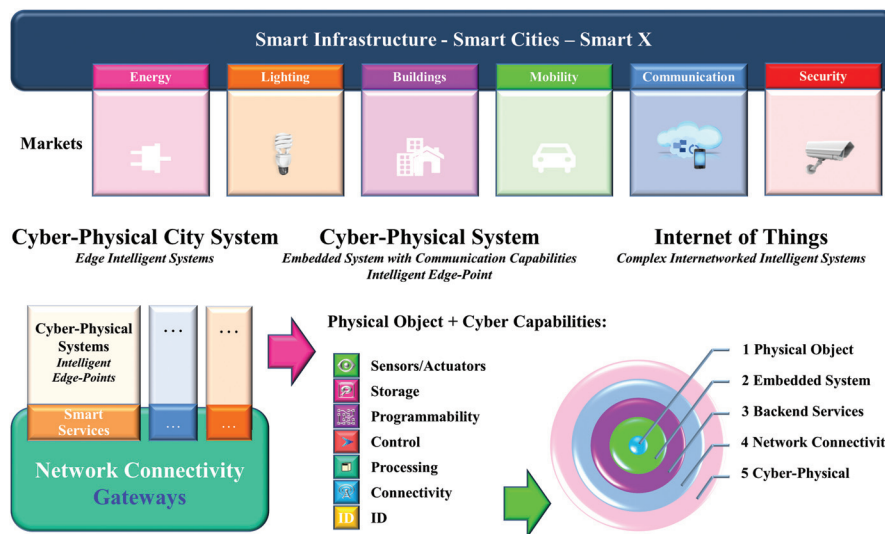 Smart Infrastructure - Smart Cities – Smart X
Energy
Lighting
Buildings
Mobility
Communication
Security
Markets
Cyber-Physical City System
Edge Intelligent Systems
Cyber-Physical System
Embedded System with Communication Capabilities
Intelligent Edge-Point
Internet of Things
Complex Internetworked Intelligent Systems
Cyber-Physical
Systems
Intelligent
Edge-Points
...
...
Smart
Services
...
...
Network Connectivity
Gateways
Physical Object + Cyber Capabilities:
Sensors/Actuators
Storage
Programmability
Control
Processing
Connectivity
ID ID
1 Physical Object
2 Embedded System
3 Backend Services
4 Network Connectivit
5 Cyber-Physical